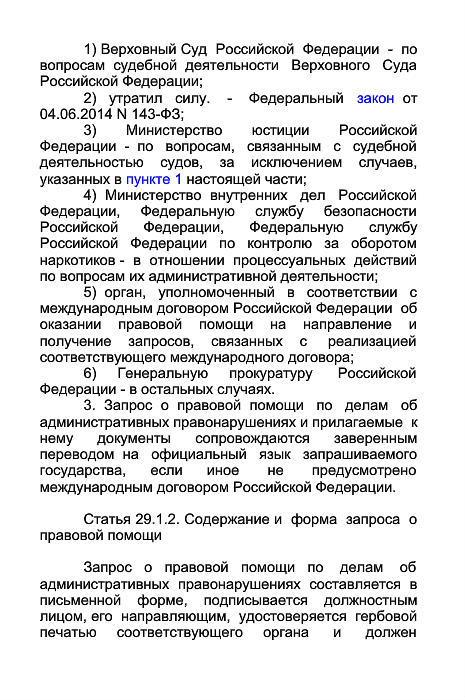 1) Верховный Суд Российской Федерации - по
вопросам судебной деятельности Верховного Суда
Российской Федерации;
2) утратил силу. - Федеральный закон от
04.06.2014 N 143-ФЗ;
3) Министерство юстиции Российской
Федерации - по вопросам, связанным с судебной
деятельностью судов, за исключением случаев,
указанных в пункте 1 настоящей части;
4) Министерство внутренних дел Российской
Федерации, Федеральную службу безопасности
Российской Федерации, Федеральную службу
Российской Федерации по контролю за оборотом
наркотиков - в отношении процессуальных действий
по вопросам их административной деятельности;
5) орган, уполномоченный в соответствии с
международным договором Российской Федерации об
оказании правовой помощи на направление и
получение запросов, связанных с реализацией
соответствующего международного договора;
6) Генеральную прокуратуру Российской
Федерации - в остальных случаях.
3. Запрос о правовой помощи по делам об
административных правонарушениях и прилагаемые к
нему документы сопровождаются заверенным
переводом на официальный язык запрашиваемого
государства, если иное не предусмотрено
международным договором Российской Федерации.
Статья 29.1.2. Содержание и форма запроса о
правовой помощи
Запрос о правовой помощи по делам об
административных правонарушениях составляется в
письменной форме, подписывается должностным
лицом, его направляющим, удостоверяется гербовой
печатью соответствующего органа и должен